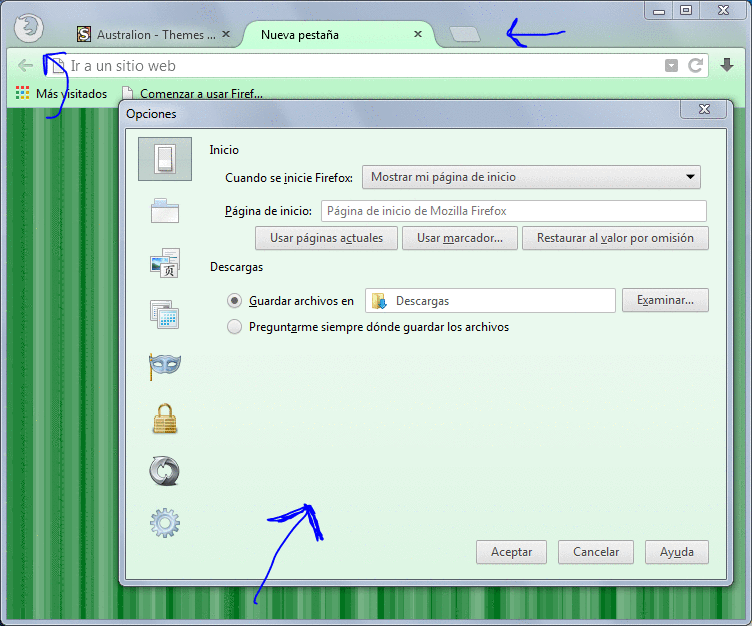 Australion - Themes ...
Nueva pestaña
Ir a un sitio web
Más visitados
Comenzar a usar Firef...
Opciones
Inicio
Cuando se inicie Firefox: Mostrar mi página de inicio
Página de inicio: Página de inicio de Mozilla Firefox
Usar páginas actuales Usar marcador... Restaurar al valor por omisión
Descargas
Guardar archivos en Descargas Examinar...
Preguntarme siempre dónde guardar los archivos
Aceptar Cancelar Ayuda